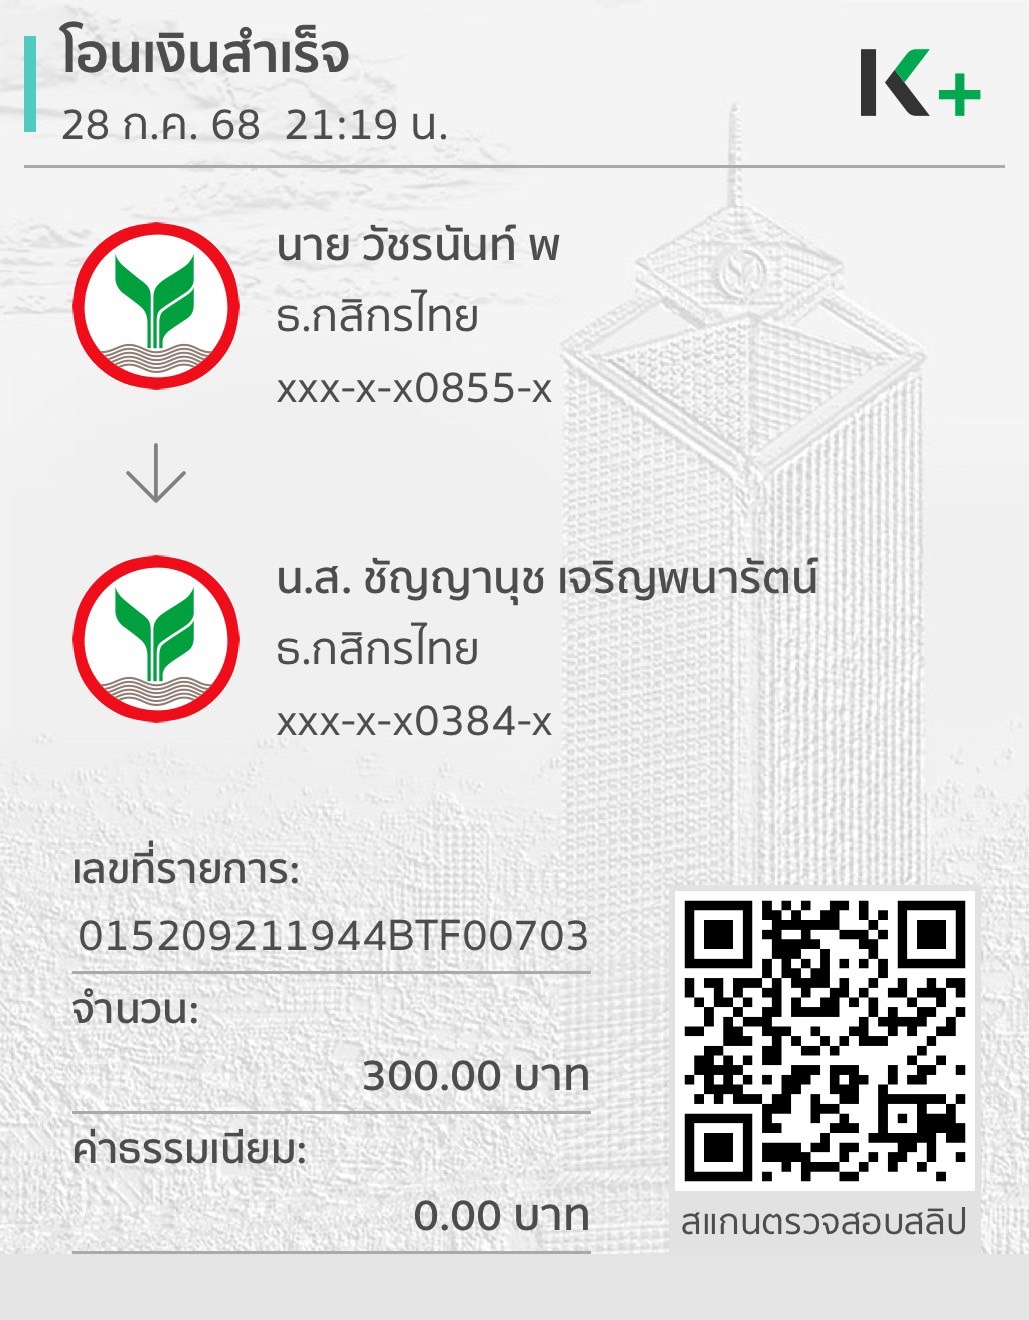 โอนเงินสำเร็จ
28 ก.ค. 68 21:19 น.
K+
นาย วัชรนันท์ พ
ธ.กสิกรไทย
xxx-x-x0855-x
น.ส. ชัญญานุช เจริญพนารัตน์
ธ.กสิกรไทย
xxx-x-x0384-x
เลขที่รายการ:
015209211944BTF00703
จำนวน:
300.00 บาท
ค่าธรรมเนียม:
0.00 บาท
สแกนตรวจสอบสลิป